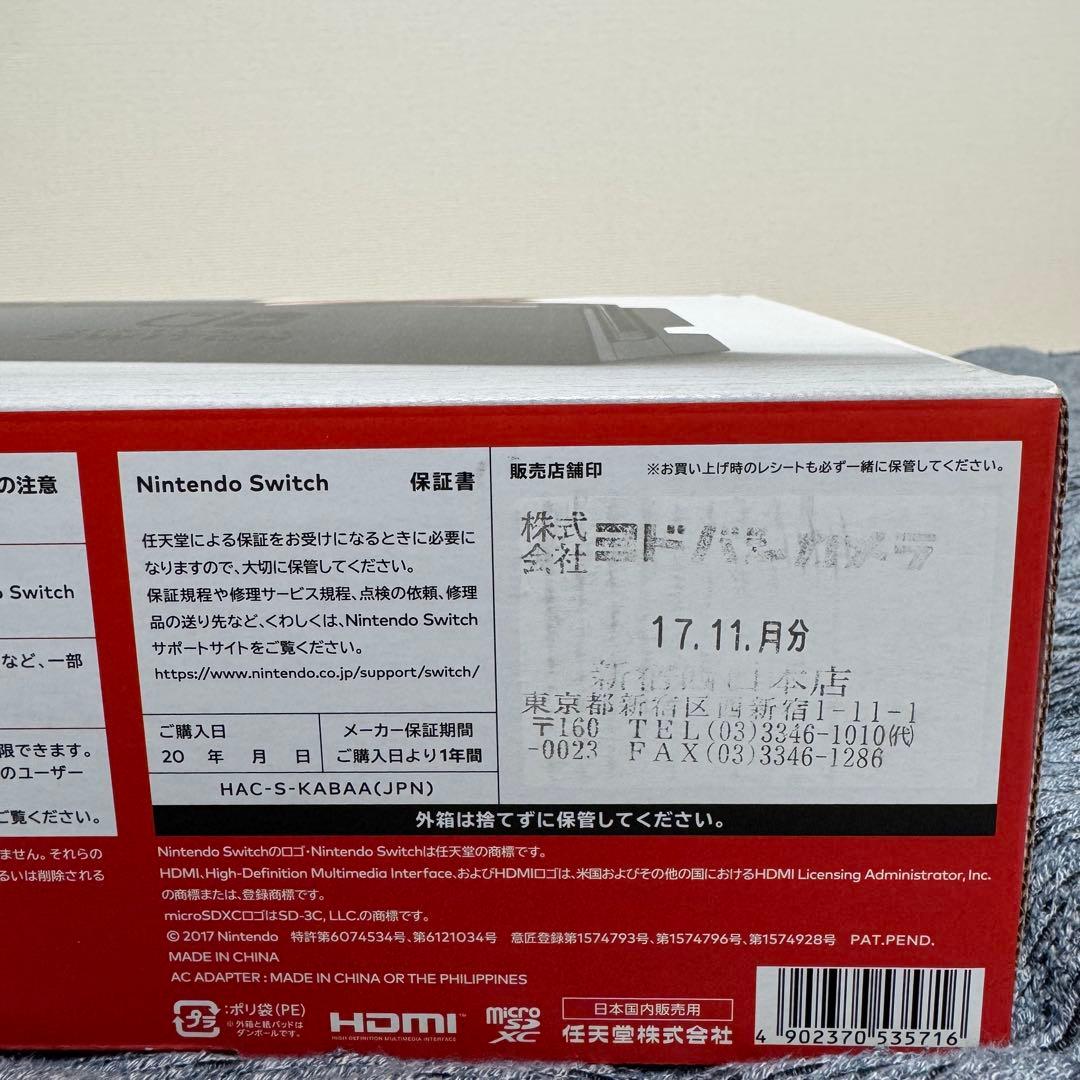 の注意
o Switch
など、一部
限できます。
のユーザー
ご覧ください。
ません。それらの
るいは削除される
Nintendo Switch 保証書
任天堂による保証をお受けになるときに必要に
なりますので、大切に保管してください。
保証規程や修理サービス規程、点検の依頼、修理
品の送り先など、くわしくは、Nintendo Switch
サポートサイトをご覧ください。
https://www.nintendo.co.jp/support/switch/
ご購入日
20 年 月 日
メーカー保証期間
ご購入日より1年間
HAC-S-KABAA(JPN)
販売店舗印 ※お買い上げ時のレシートも必ず一緒に保管してください。
株式会社ヨドバシカメラ
17.11.月分
新宿西口本店
東京都新宿区西新宿1-11-1
〒160-0023 TEL(03)3346-1010(代)
FAX(03)3346-1286
外箱は捨てずに保管してください。
Nintendo Switchのロゴ・Nintendo Switchは任天堂の商標です。
HDMI、High-Definition Multimedia Interface、およびHDMIロゴは、米国およびその他の国におけるHDMI Licensing Administrator, Inc.
の商標または、登録商標です。
microSDXCロゴはSD-3C, LLC.の商標です。
© 2017 Nintendo 特許第6074534号、第6121034号 意匠登録第1574793号、第1574796号、第1574928号 PAT.PEND.
MADE IN CHINA
AC ADAPTER : MADE IN CHINA OR THE PHILIPPINES
プラ
:ポリ袋(PE)
※外箱と紙パッドは
ダンボールです。
HDMI™
HIGH-DEFINITION MULTIMEDIA INTERFACE
micro SD XC
日本国内販売用
任天堂株式会社
4 902370 535716